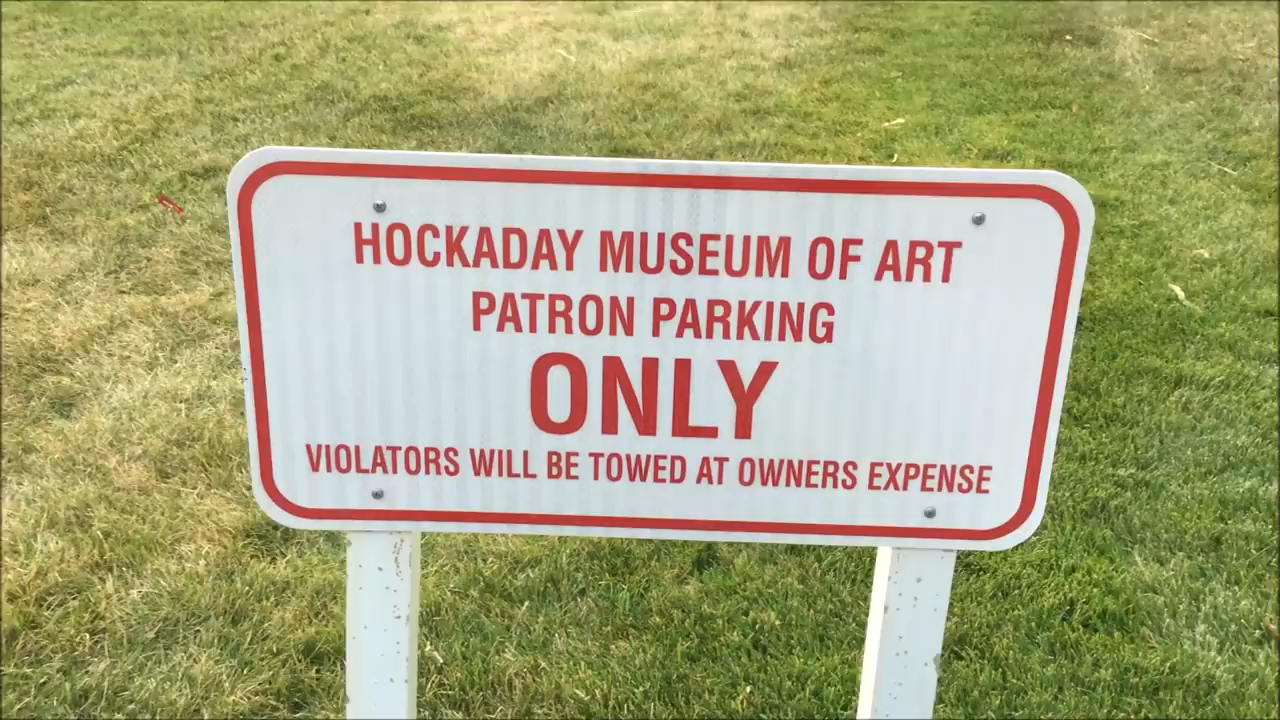 HOCKADAY MUSEUM OF ART
PATRON PARKING
ONLY
VIOLATORS WILL BE TOWED AT OWNERS EXPENSE